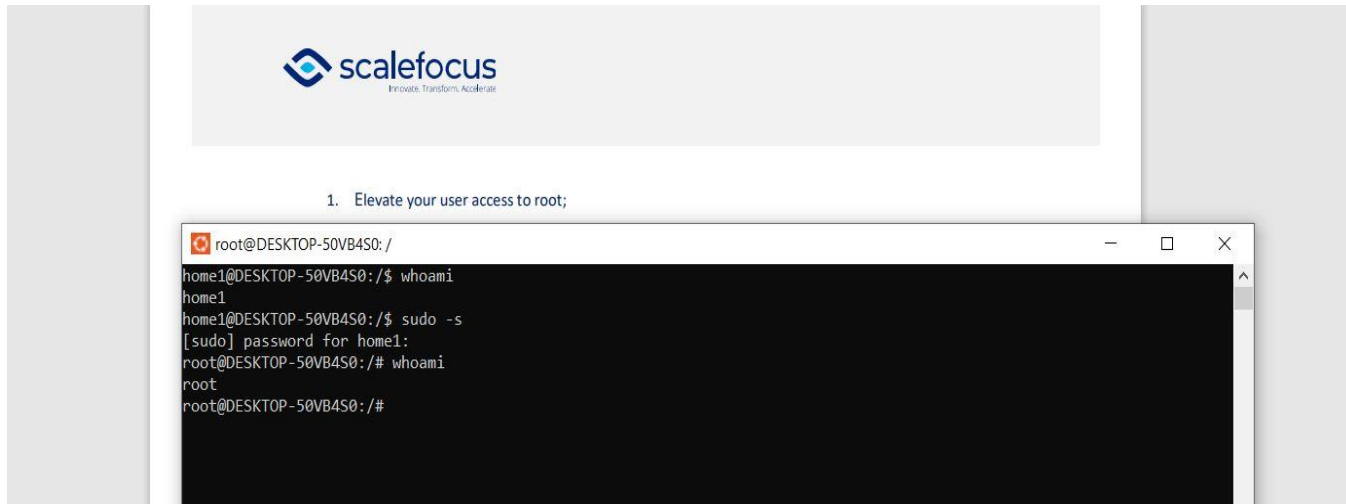 scalefocus
Innovate. Transform. Accelerate
1. Elevate your user access to root;
root@DESKTOP-50VB4S0: /
home1@DESKTOP-50VB4S0:/$ whoami
home1
home1@DESKTOP-50VB4S0:/$ sudo -s
[sudo] password for home1:
root@DESKTOP-50VB4S0:/# whoami
root
root@DESKTOP-50VB4S0:/#